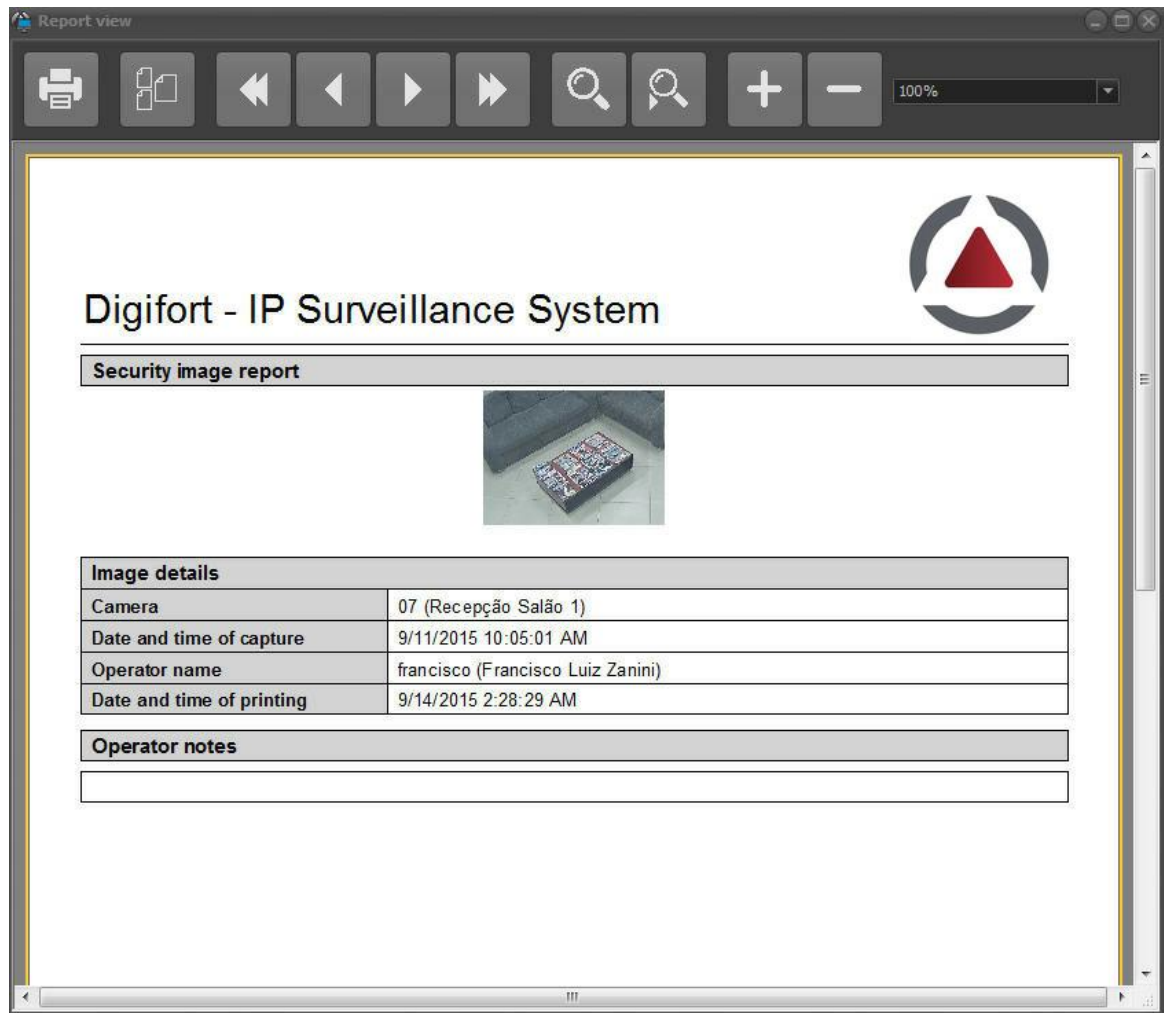 Report view
100%
Digifort - IP Surveillance System
Security image report
Image details
Camera 07 (Recepção Salão 1)
Date and time of capture 9/11/2015 10:05:01 AM
Operator name francisco (Francisco Luiz Zanini)
Date and time of printing 9/14/2015 2:28:29 AM
Operator notes